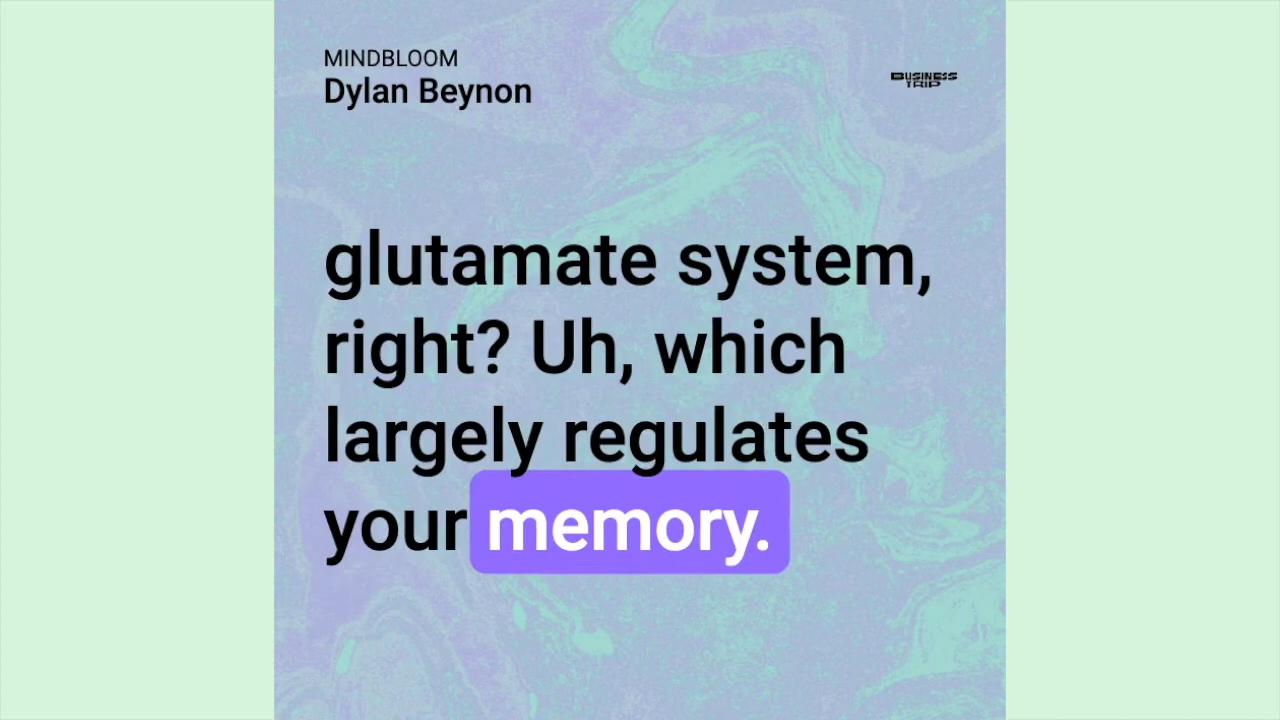 MINDBLOOM
Dylan Beynon
BUSINESS
TRIP
glutamate system,
right? Uh, which
largely regulates
your memory.